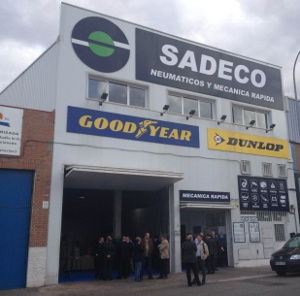 SADECO
NEUMATICOS Y MECANICA RAPIDA
GOODYEAR
DUNLOP
MECANICA RAPIDA